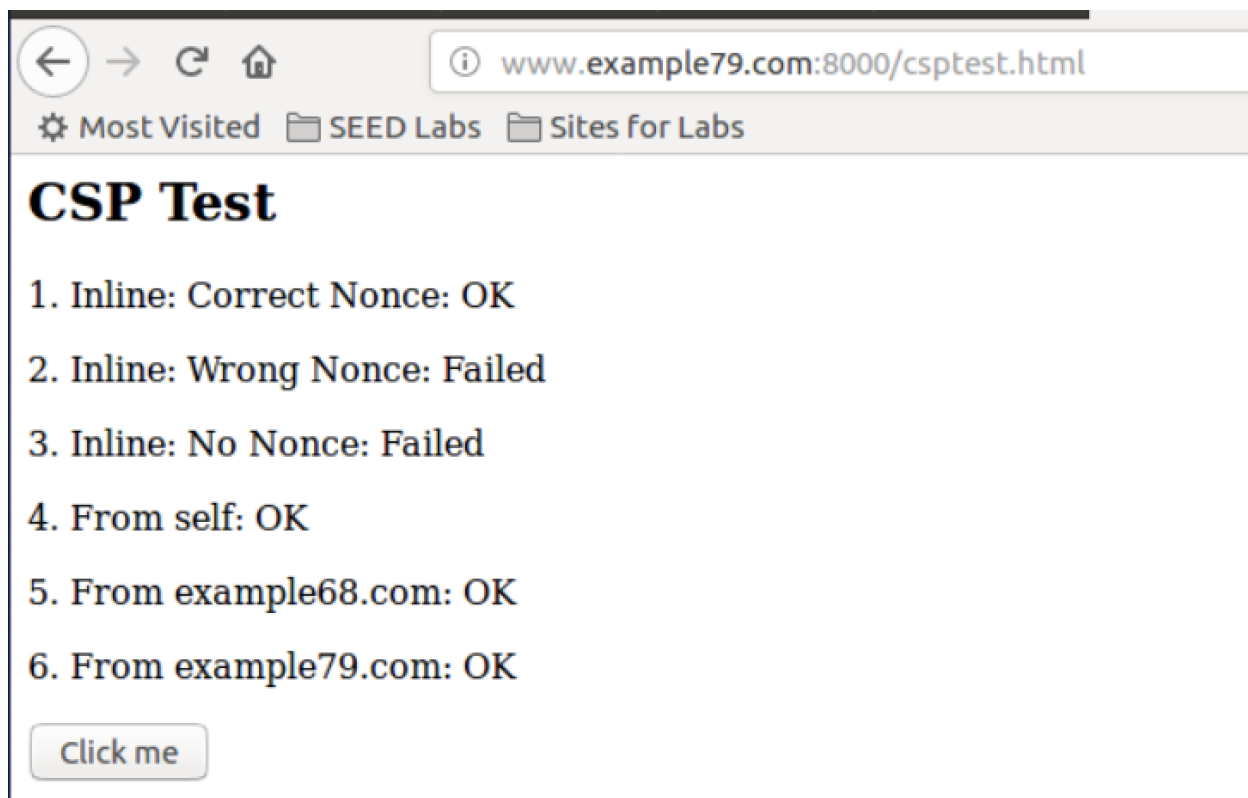 www.example79.com:8000/csptest.html
Most Visited SEED Labs Sites for Labs
CSP Test
1. Inline: Correct Nonce: OK
2. Inline: Wrong Nonce: Failed
3. Inline: No Nonce: Failed
4. From self: OK
5. From example68.com: OK
6. From example79.com: OK
Click me